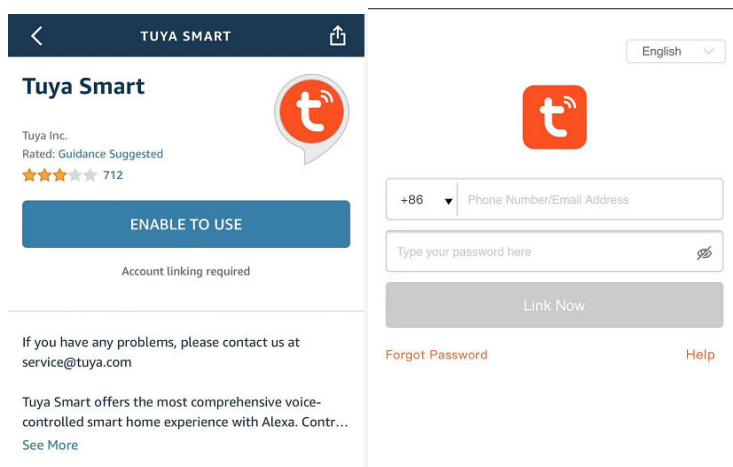 TUYA SMART
Tuya Smart
Tuya Inc.
Rated: Guidance Suggested
712
ENABLE TO USE
Account linking required
If you have any problems, please contact us at
service@tuya.com
Tuya Smart offers the most comprehensive voice-
controlled smart home experience with Alexa. Contr...
See More
English
+86
Phone Number/Email Address
Type your password here
Link Now
Forgot Password
Help